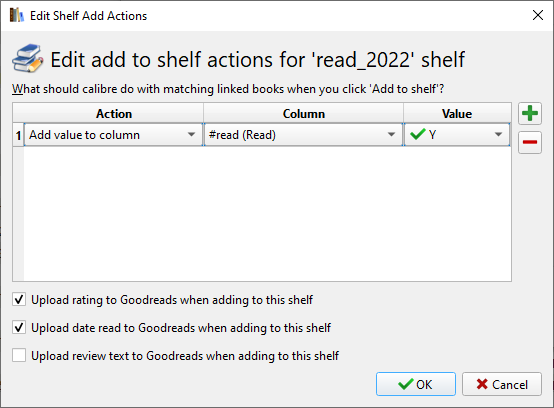 Edit Shelf Add Actions
Edit add to shelf actions for 'read_2022' shelf
What should calibre do with matching linked books when you click 'Add to shelf'?
Action Column Value
1 Add value to column #read (Read) Y
Upload rating to Goodreads when adding to this shelf
Upload date read to Goodreads when adding to this shelf
Upload review text to Goodreads when adding to this shelf
OK Cancel